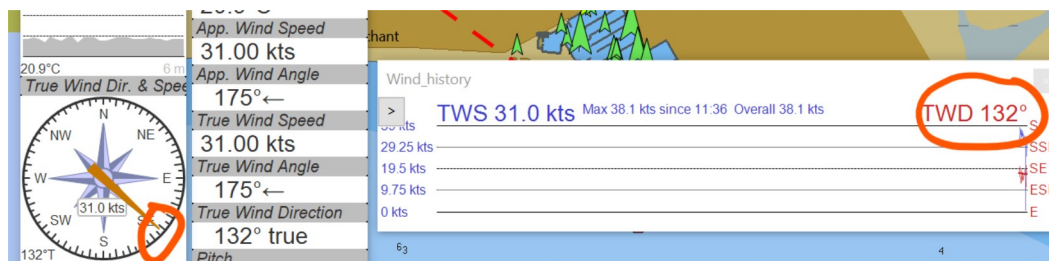 App. Wind Speed
31.00 kts
App. Wind Angle
175°←
True Wind Speed
31.00 kts
True Wind Angle
175°←
True Wind Direction
132° true
Pitch
20.9°C
6 m
True Wind Dir. & Spee
N
NW
NE
W
E
31.0 kts
SW
S
132°T
hant
Wind_history
>
TWS 31.0 kts Max 38.1 kts since 11:36 Overall 38.1 kts
TWD 132°
29.25 kts
19.5 kts
SE
9.75 kts
0 kts
E
6 3
4